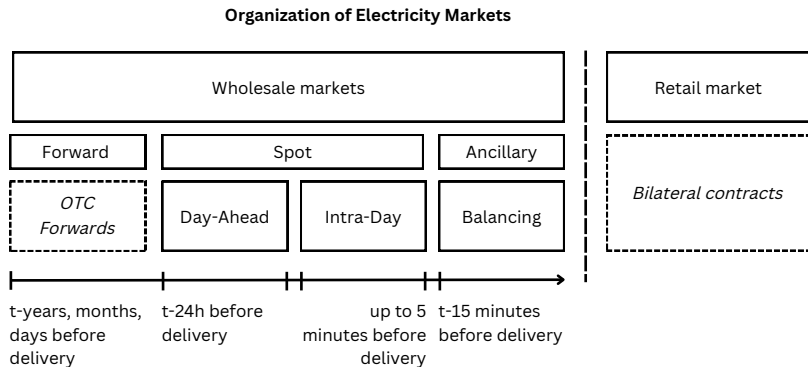 Organization of Electricity Markets
Wholesale markets
Retail market
Forward
Spot
Ancillary
OTC
Forwards
Day-Ahead
Intra-Day
Balancing
Bilateral contracts
t-years, months,
days before
delivery
t-24h before
delivery
up to 5
minutes before
delivery
t-15 minutes
before delivery